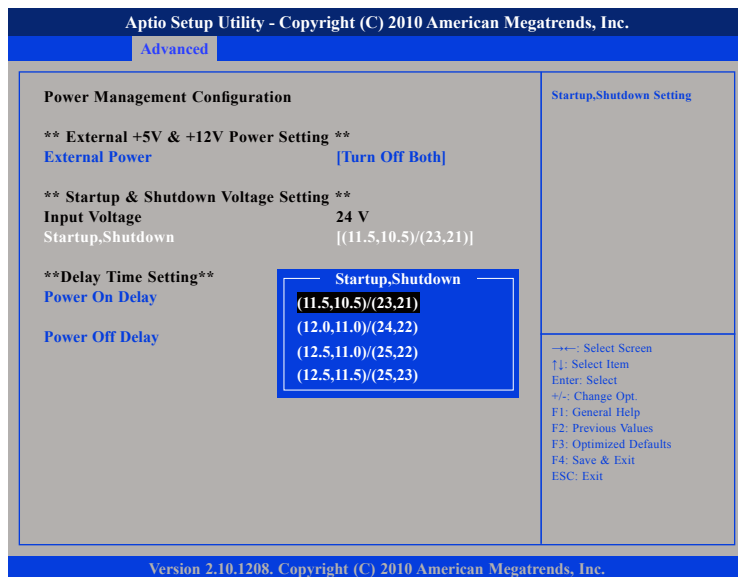 Aptio Setup Utility - Copyright (C) 2010 American Megatrends, Inc.
Advanced
Power Management Configuration
** External +5V & +12V Power Setting **
External Power [Turn Off Both]
** Startup & Shutdown Voltage Setting **
Input Voltage 24 V
Startup,Shutdown [(11.5,10.5)/(23,21)]
**Delay Time Setting**
Power On Delay
Power Off Delay
Startup,Shutdown
(11.5,10.5)/(23,21)
(12.0,11.0)/(24,22)
(12.5,11.0)/(25,22)
(12.5,11.5)/(25,23)
Startup,Shutdown Setting
→←: Select Screen
↑↓: Select Item
Enter: Select
+/-: Change Opt.
F1: General Help
F2: Previous Values
F3: Optimized Defaults
F4: Save & Exit
ESC: Exit
Version 2.10.1208. Copyright (C) 2010 American Megatrends, Inc.